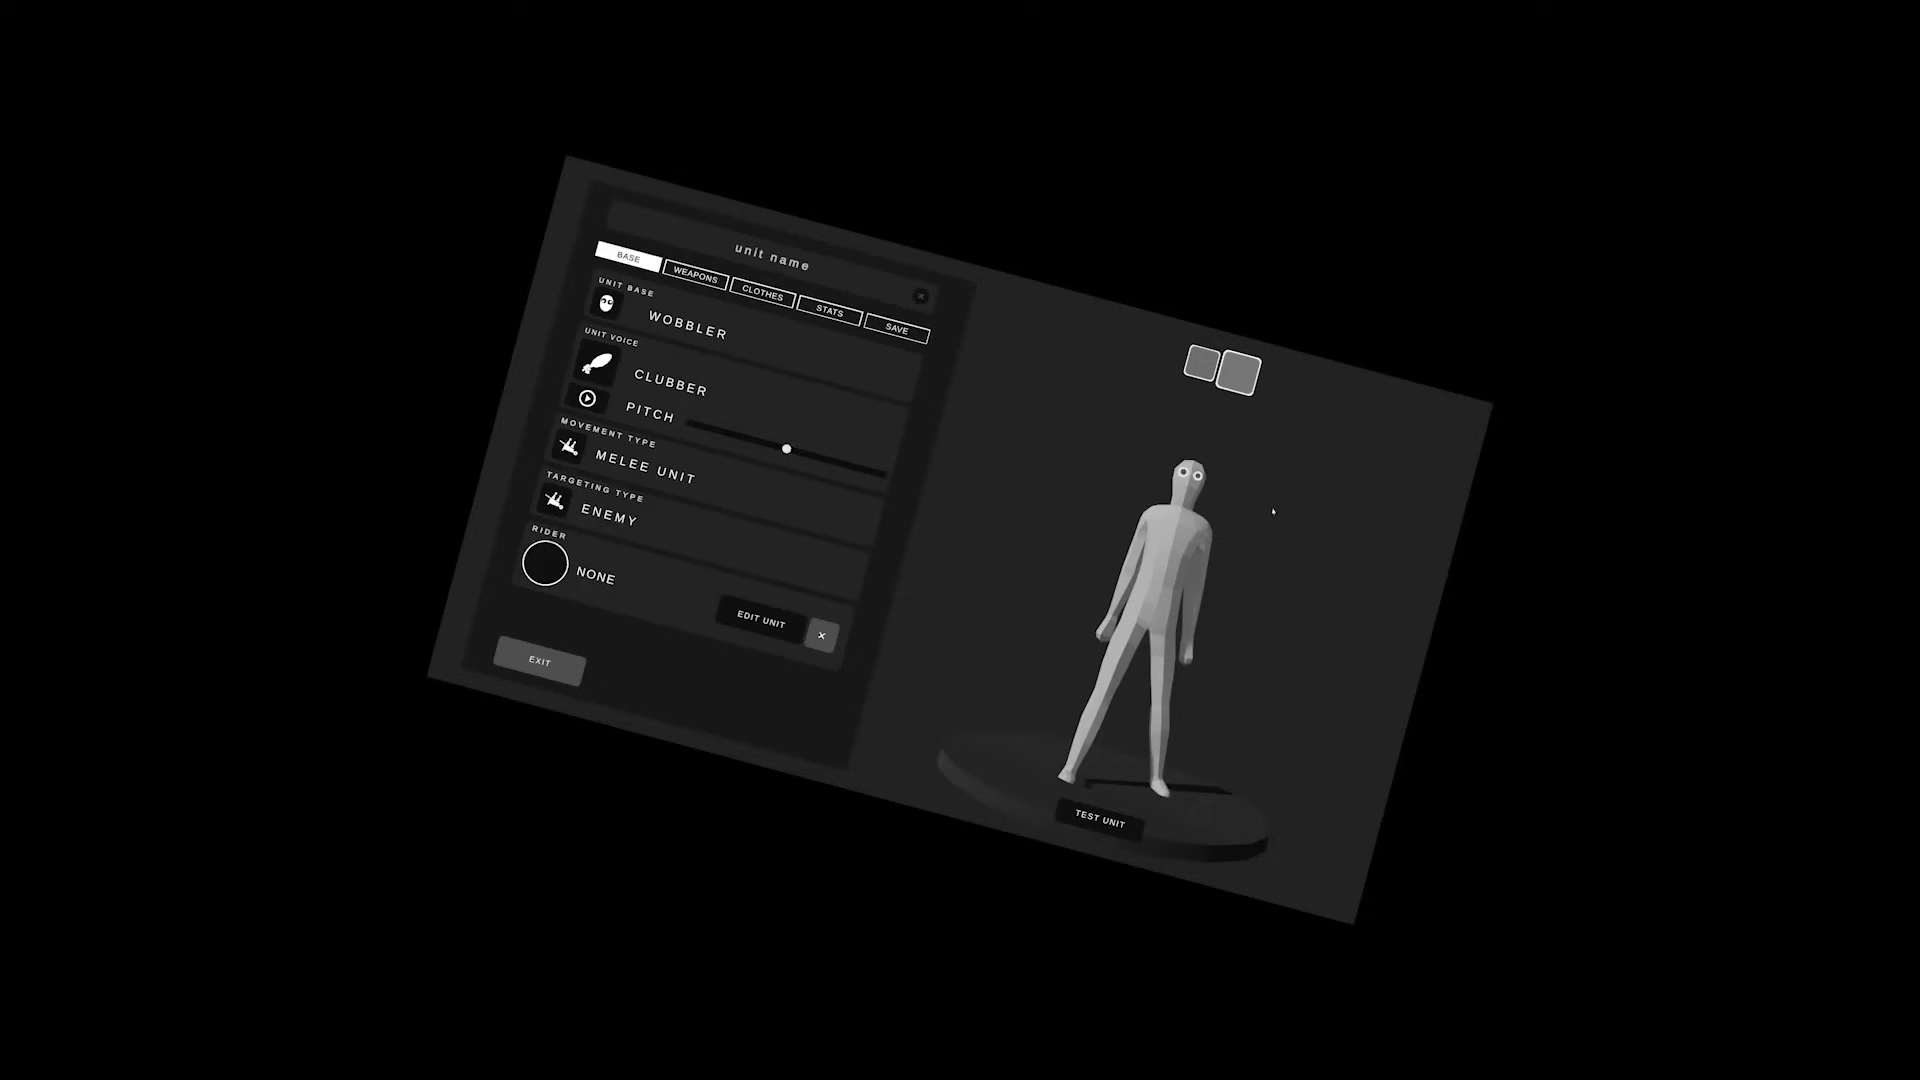 unit name
BASE
WEAPONS
CLOTHES
STATS
SAVE
UNIT BASE
WOBBLER
UNIT VOICE
CLUBBER
PITCH
MOVEMENT TYPE
MELEE UNIT
TARGETING TYPE
ENEMY
RIDER
NONE
EDIT UNIT
EXIT
TEST UNIT